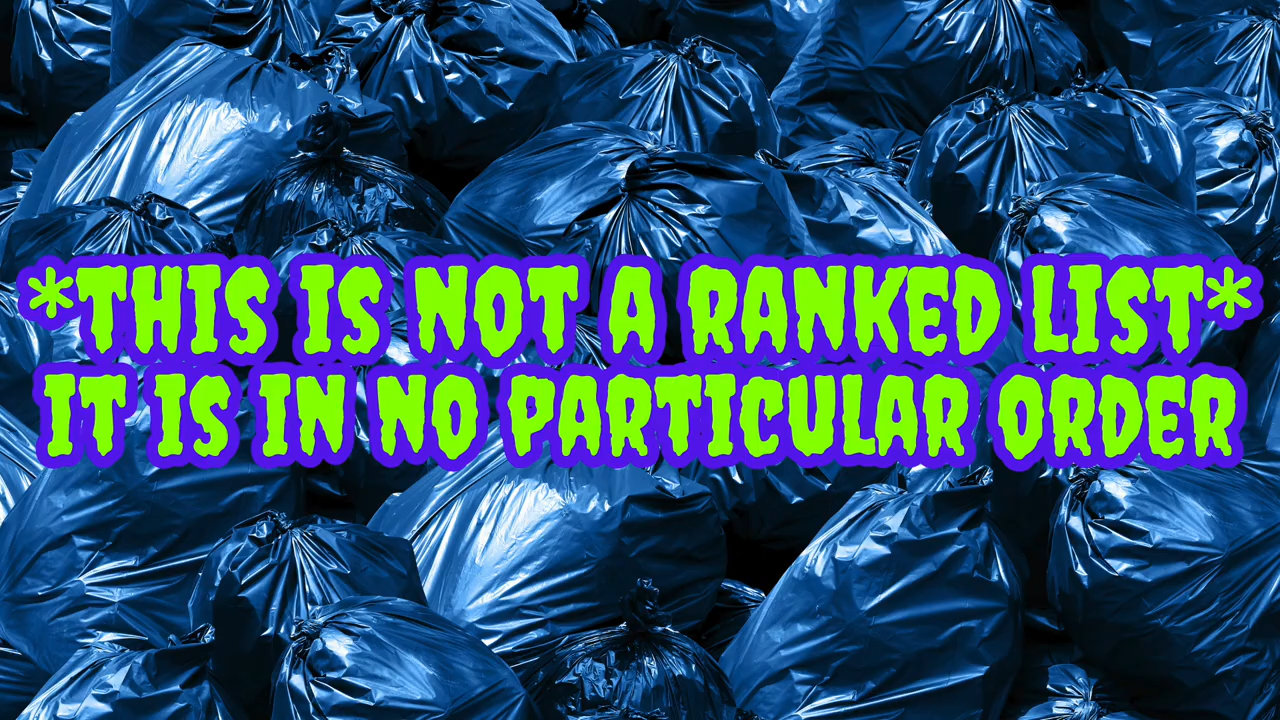 *THIS IS NOT A RANKED LIST*
IT IS IN NO PARTICULAR ORDER